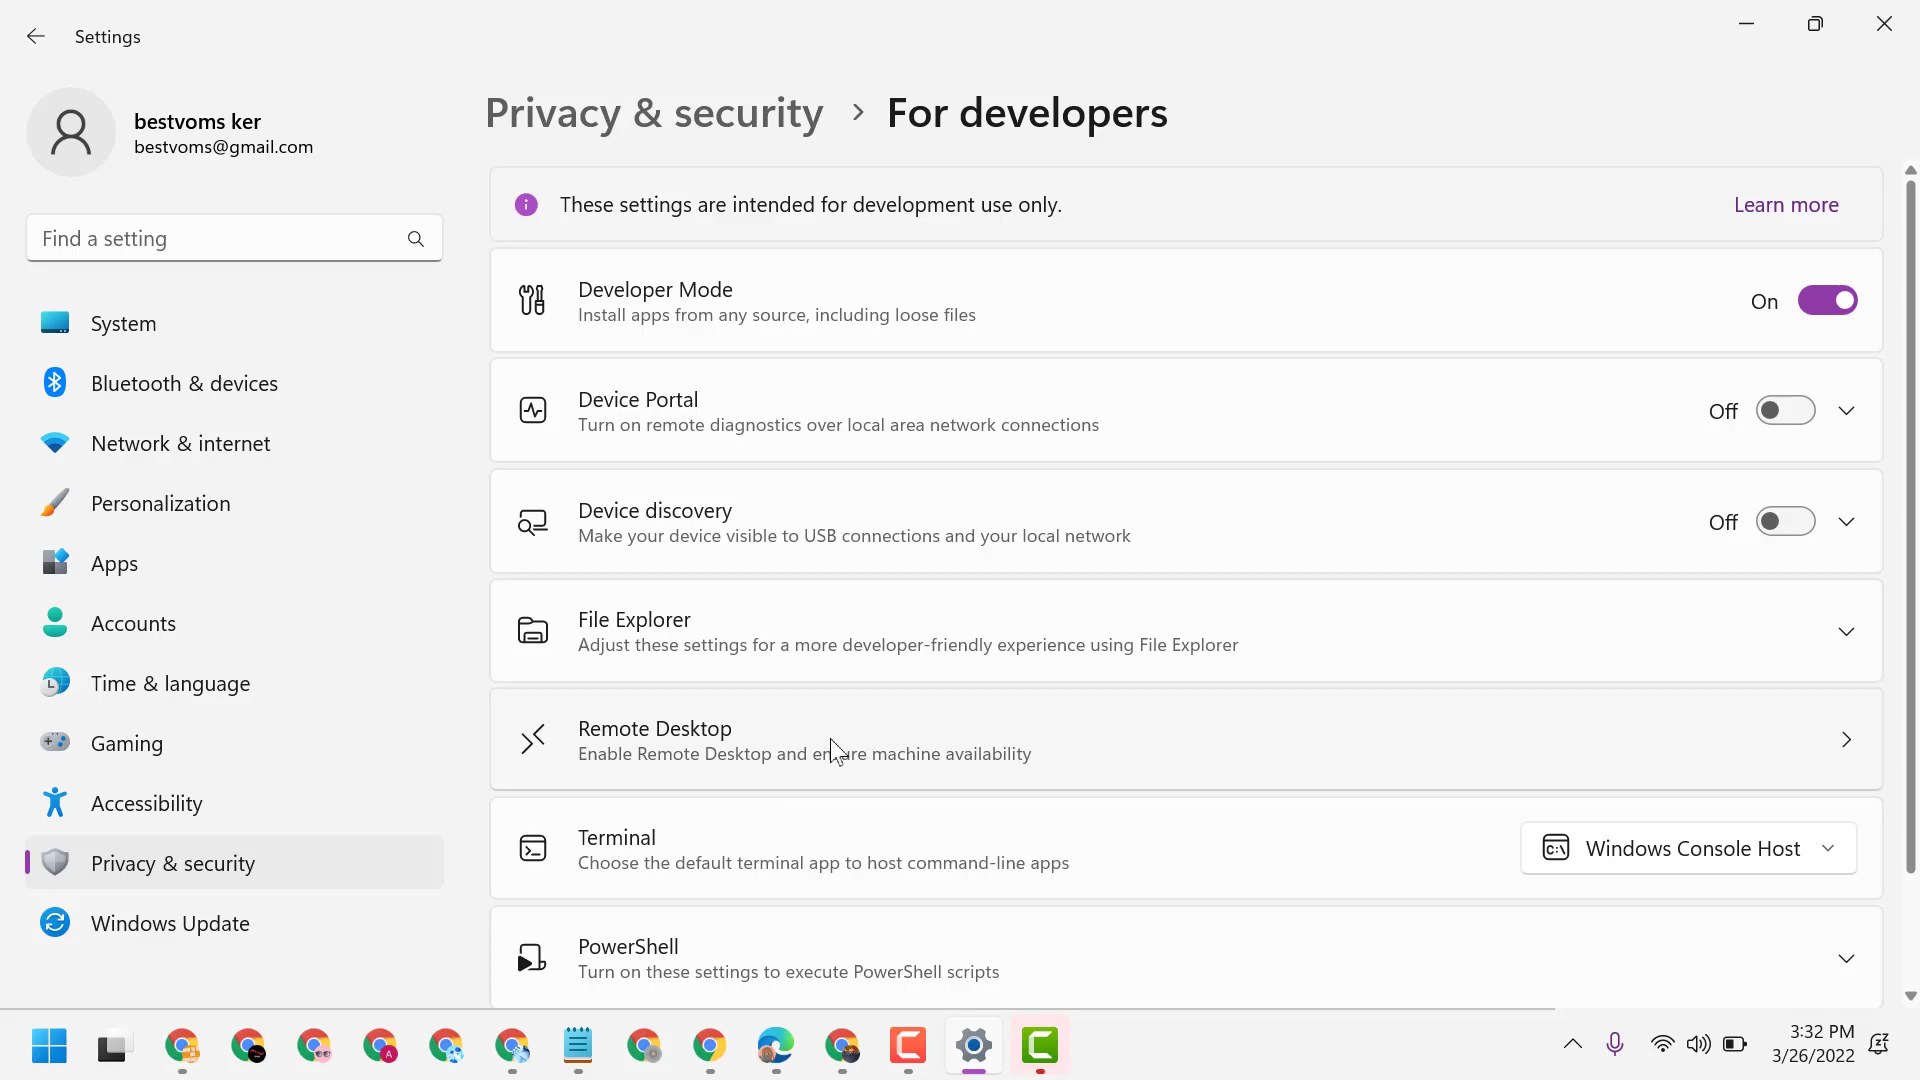 Settings
bestvoms ker
bestvoms@gmail.com
Find a setting
System
Bluetooth & devices
Network & internet
Personalization
Apps
Accounts
Time & language
Gaming
Accessibility
Privacy & security
Windows Update
Privacy & security > For developers
These settings are intended for development use only.
Learn more
Developer Mode
Install apps from any source, including loose files
On
Device Portal
Turn on remote diagnostics over local area network connections
Off
Device discovery
Make your device visible to USB connections and your local network
Off
File Explorer
Adjust these settings for a more developer-friendly experience using File Explorer
Remote Desktop
Enable Remote Desktop and ensure machine availability
Terminal
Choose the default terminal app to host command-line apps
C:\ Windows Console Host
PowerShell
Turn on these settings to execute PowerShell scripts
A
3:32 PM
3/26/2022